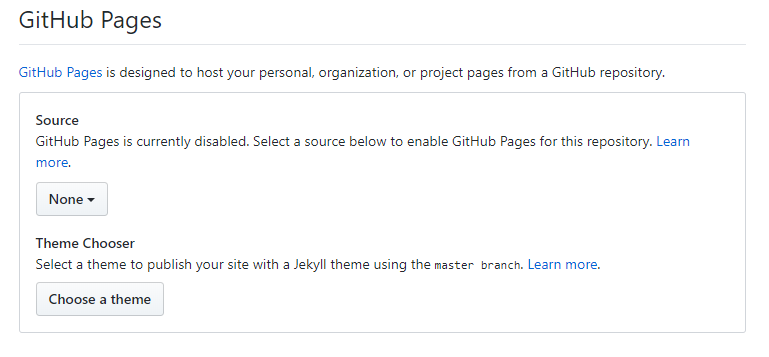 GitHub Pages
GitHub Pages is designed to host your personal, organization, or project pages from a GitHub repository.
Source
GitHub Pages is currently disabled. Select a source below to enable GitHub Pages for this repository. Learn
more.
None
Theme Chooser
Select a theme to publish your site with a Jekyll theme using the master branch. Learn more.
Choose a theme